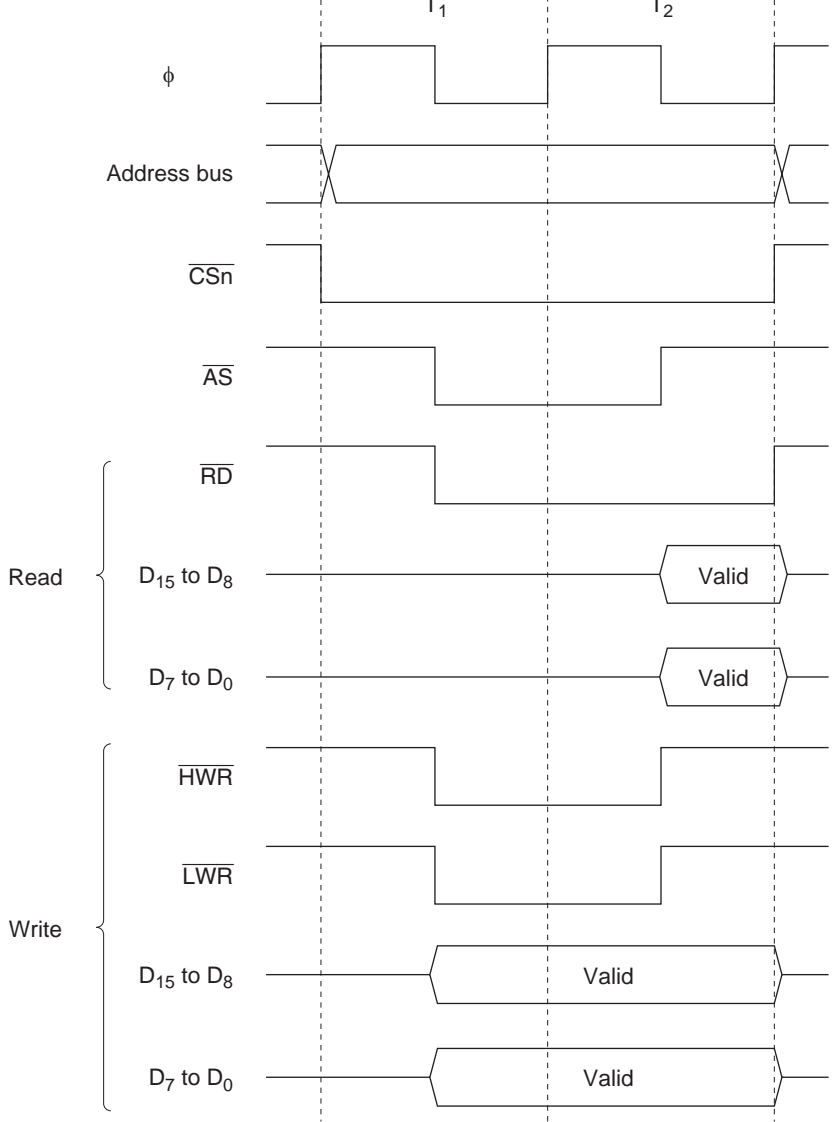 T1 T2
ϕ
Address bus
CSn
AS
RD
Read
D15 to D8 Valid
D7 to D0 Valid
HWR
LWR
Write
D15 to D8 Valid
D7 to D0 Valid